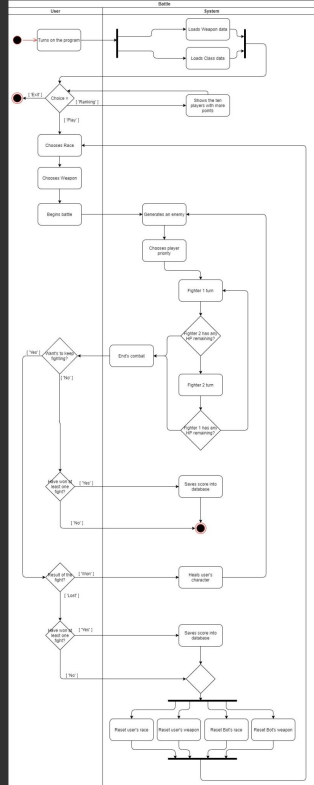 Battle
User
System
Turns on the program
Loads Weapon data
Loads Class data
[ 'Exit' ]
Choice =
[ 'Ranking' ]
Shows the ten
players with more
points
[ 'Play' ]
Chooses Race
Chooses Weapon
Begins battle
Generates an enemy
Chooses player
priority
Fighter 1 turn
Fighter 2 has any
HP remaining?
[ 'Yes' ]
Want's to keep
fighting?
End's combat
[ 'No' ]
Fighter 2 turn
Fighter 1 has any
HP remaining?
Have won at
least one
fight?
[ 'Yes' ]
Saves score into
database
[ 'No' ]
Result of the
fight?
[ 'Won' ]
Heals user's
character
[ 'Lost' ]
Have won at
least one
fight?
[ 'Yes' ]
Saves score into
database
[ 'No' ]
Reset user's race
Reset user's weapon
Reset Bot's race
Reset Bot's weapon